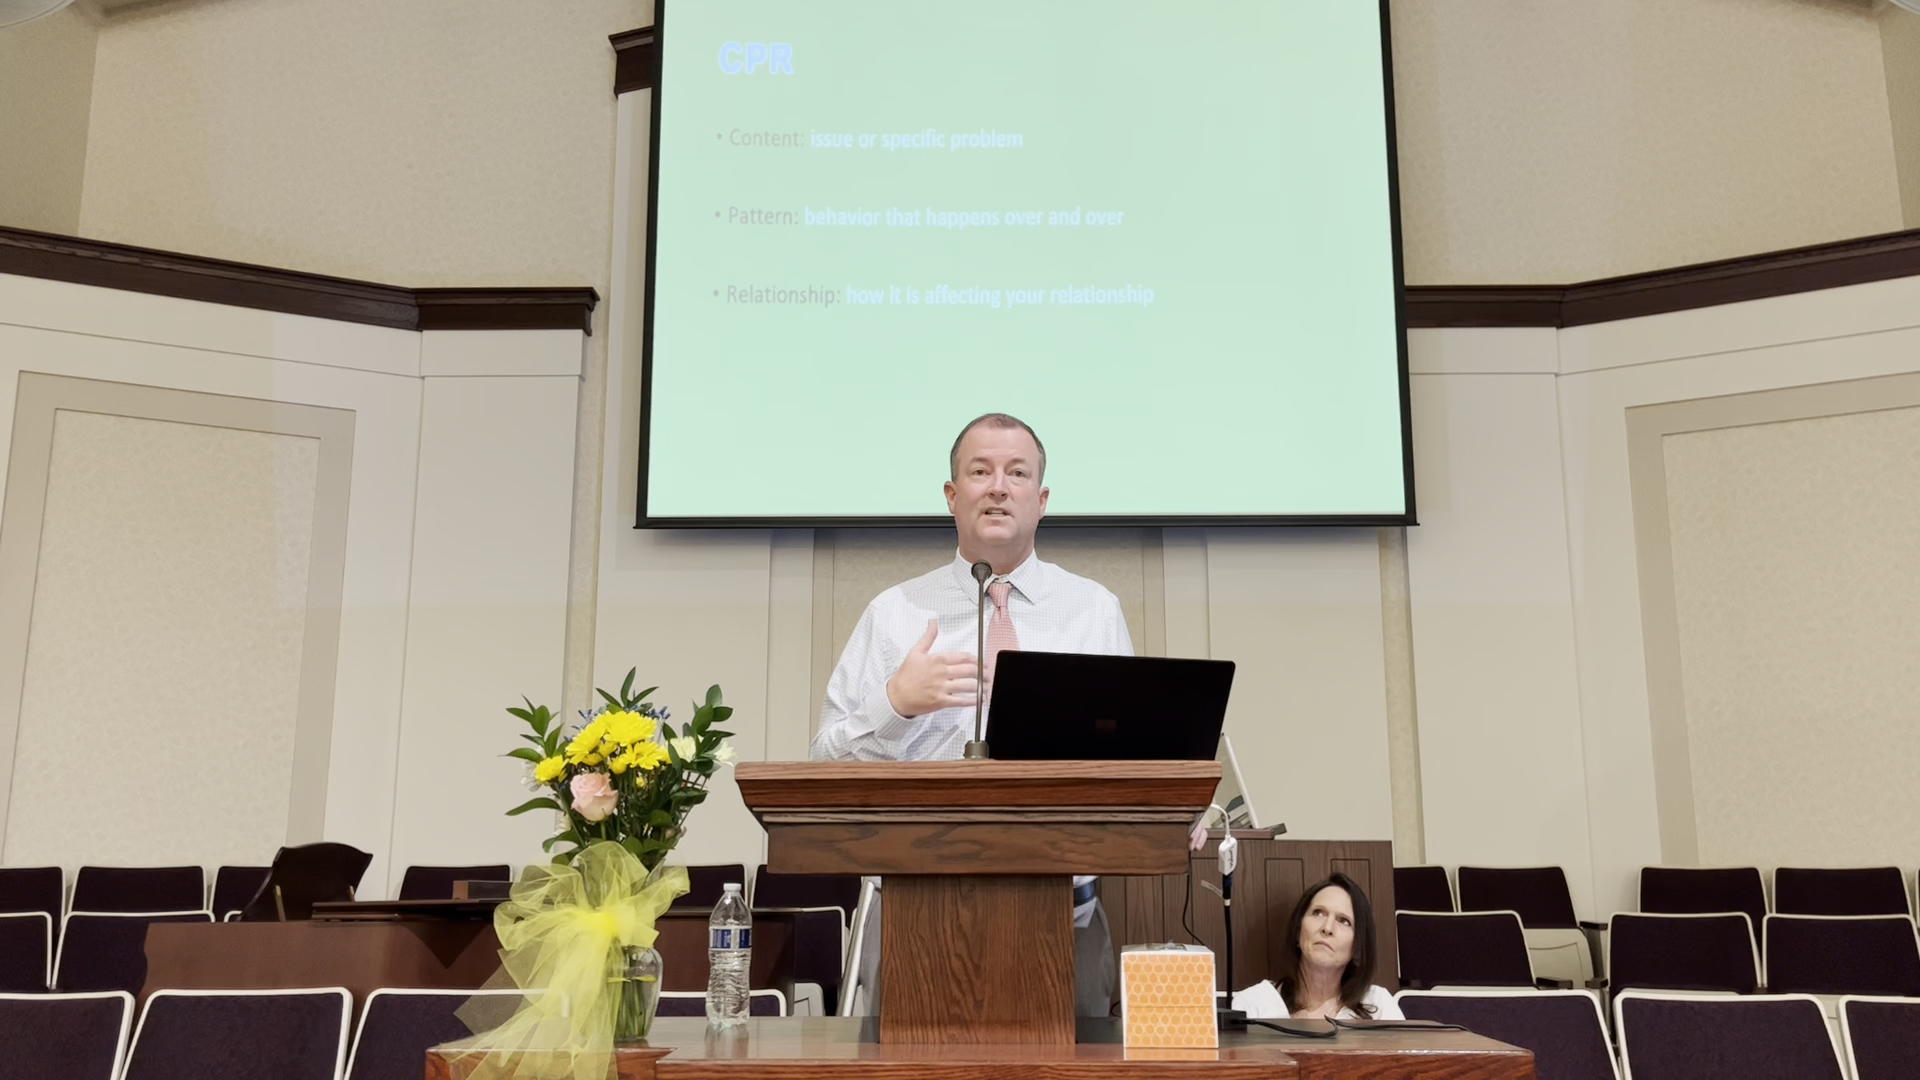 CPR
• Content: issue or specific problem
• Pattern: behavior that happens over and over
• Relationship: how it is affecting your relationship